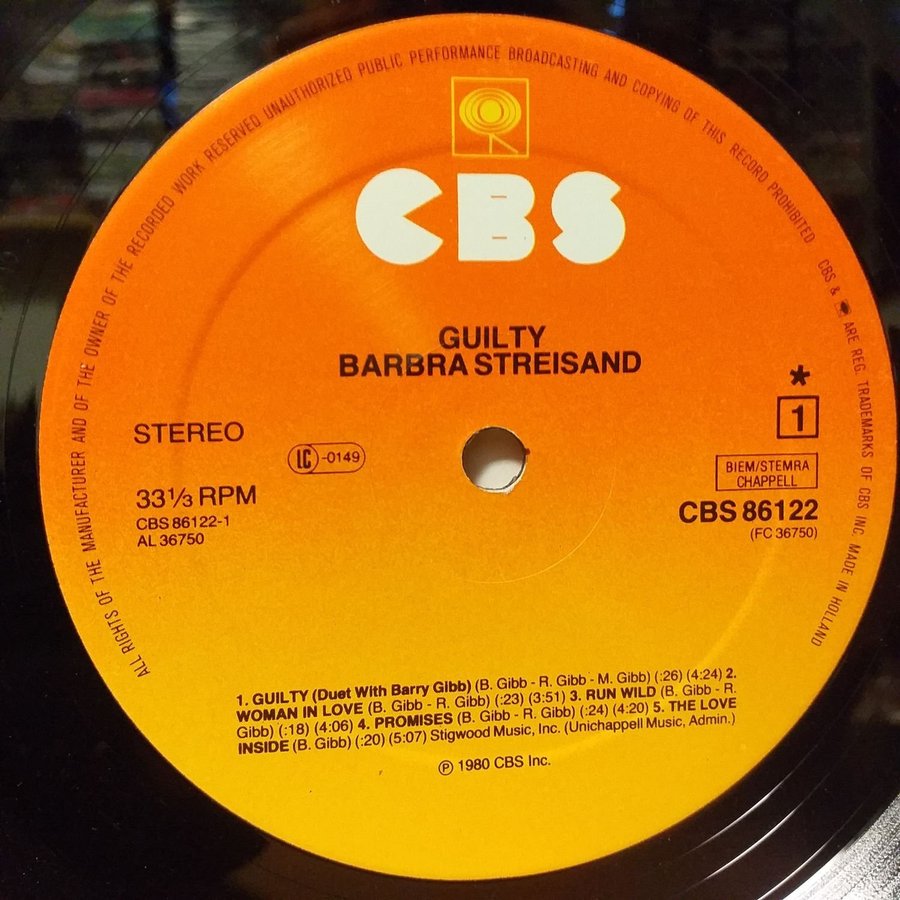 ALL RIGHTS OF THE MANUFACTURER AND OF THE OWNER OF THE RECORDED WORK RESERVED UNAUTHORIZED PUBLIC PERFORMANCE BROADCASTING AND COPYING OF THIS RECORD PROHIBITED CBS & ARE REG. TRADEMARKS OF CBS INC. MADE IN HOLLAND
CBS
GUILTY
BARBRA STREISAND
STEREO
LC-0149
33 1/3 RPM
CBS 86122-1
AL 36750
*
1
BIEM/STEMRA
CHAPPELL
CBS 86122
(FC 36750)
1. GUILTY (Duet With Barry Gibb) (B. Gibb - R. Gibb - M. Gibb) (:26) (4:24) 2.
WOMAN IN LOVE (B. Gibb - R. Gibb) (:23) (3:51) 3. RUN WILD (B. Gibb - R.
Gibb) (:18) (4:06) 4. PROMISES (B. Gibb - R. Gibb) (:24) (4:20) 5. THE LOVE
INSIDE (B. Gibb) (:20) (5:07) Stigwood Music, Inc. (Unichappell Music, Admin.)
℗ 1980 CBS Inc.